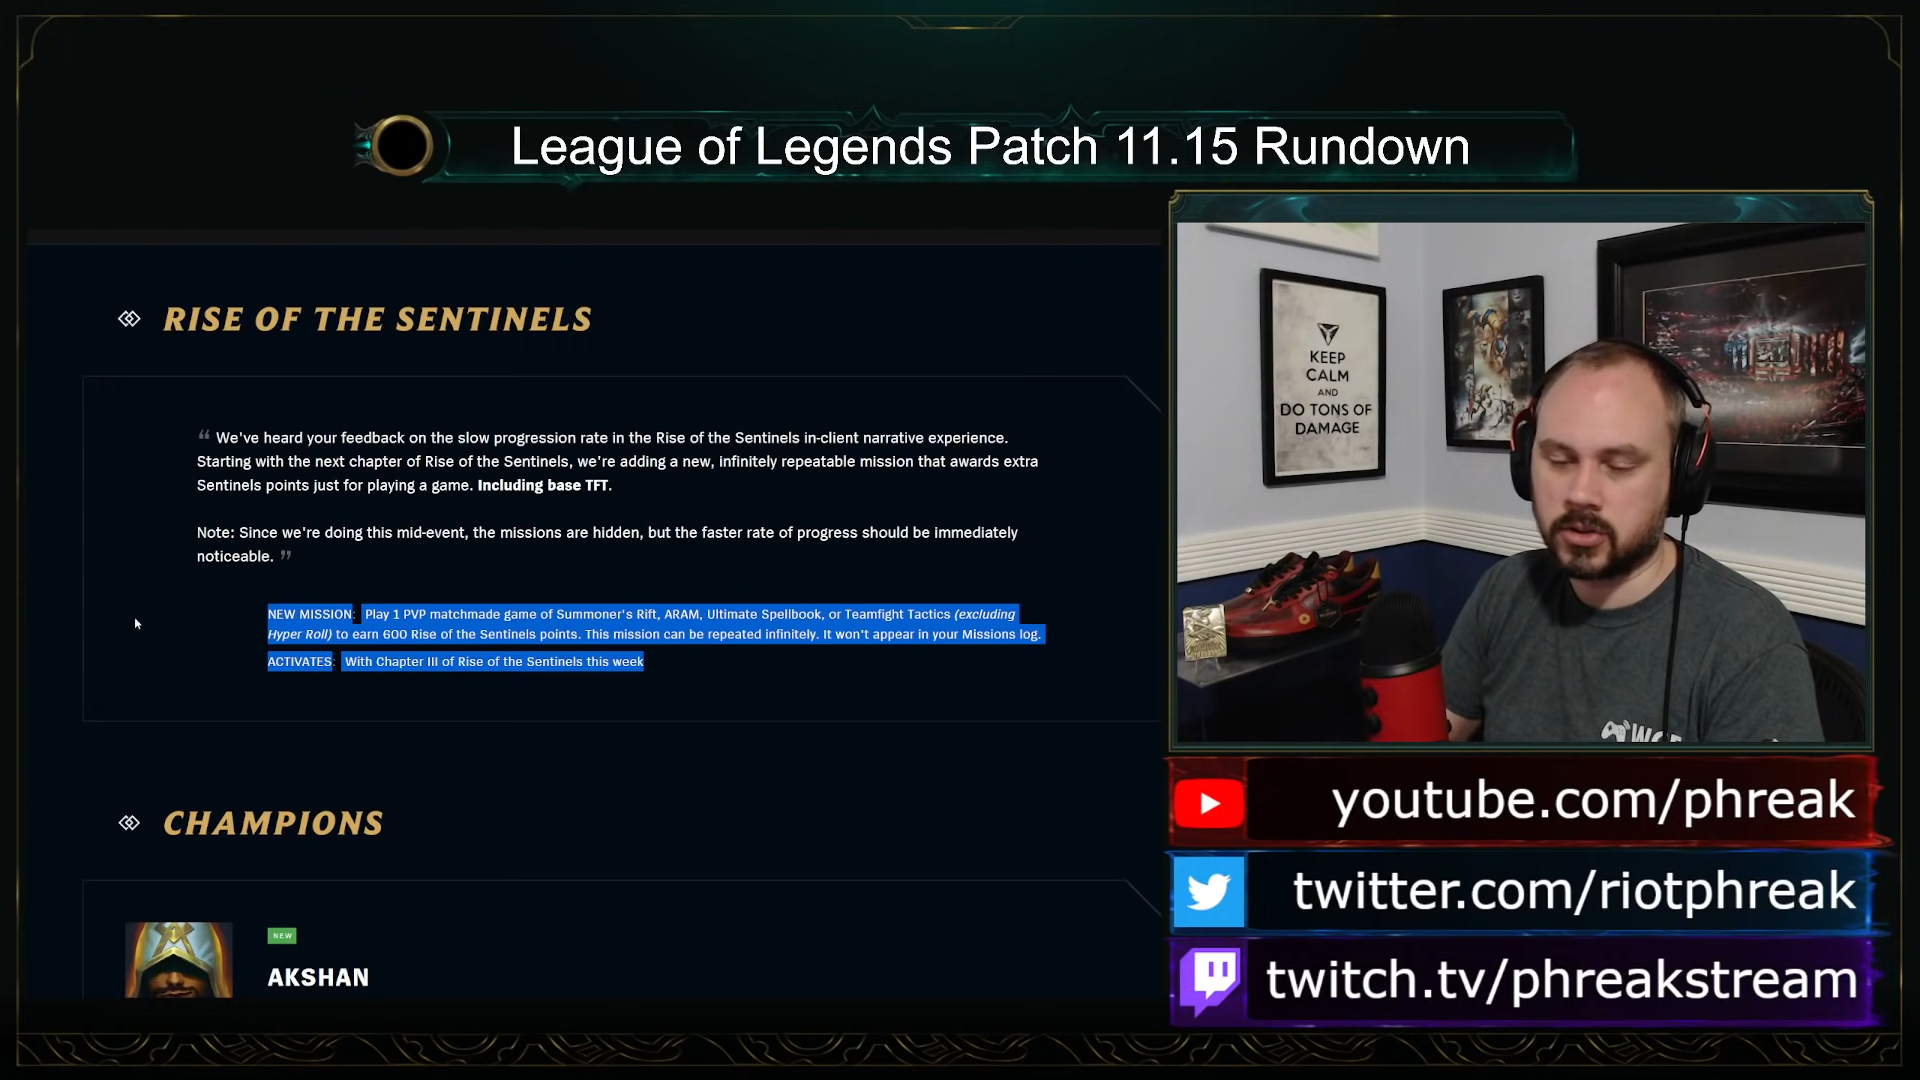 League of Legends Patch 11.15 Rundown
RISE OF THE SENTINELS
“ We've heard your feedback on the slow progression rate in the Rise of the Sentinels in-client narrative experience.
Starting with the next chapter of Rise of the Sentinels, we're adding a new, infinitely repeatable mission that awards extra
Sentinels points just for playing a game. Including base TFT.
Note: Since we're doing this mid-event, the missions are hidden, but the faster rate of progress should be immediately
noticeable. ”
NEW MISSION: Play 1 PVP matchmade game of Summoner's Rift, ARAM, Ultimate Spellbook, or Teamfight Tactics (excluding
Hyper Roll) to earn 600 Rise of the Sentinels points. This mission can be repeated infinitely. It won't appear in your Missions log.
ACTIVATES: With Chapter III of Rise of the Sentinels this week
CHAMPIONS
NEW
AKSHAN
KEEP
CALM
AND
DO TONS OF
DAMAGE
youtube.com/phreak
twitter.com/riotphreak
twitch.tv/phreakstream